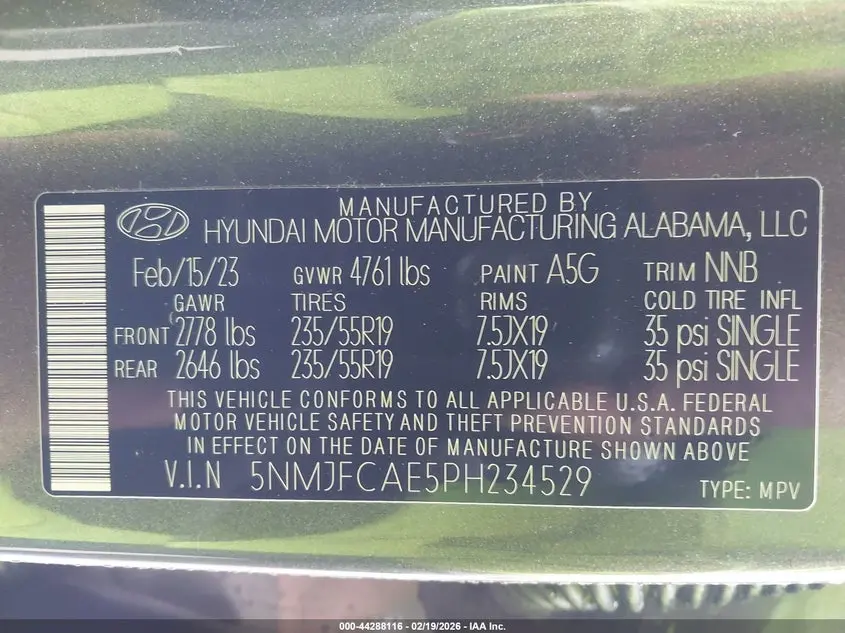 MANUFACTURED BY
HYUNDAI MOTOR MANUFACTURING ALABAMA, LLC
Feb/15/23 GVWR 4761 lbs PAINT A5G TRIM NNB
GAWR TIRES RIMS COLD TIRE INFL
FRONT 2778 lbs 235/55R19 7.5JX19 35 psi SINGLE
REAR 2646 lbs 235/55R19 7.5JX19 35 psi SINGLE
THIS VEHICLE CONFORMS TO ALL APPLICABLE U.S.A. FEDERAL
MOTOR VEHICLE SAFETY AND THEFT PREVENTION STANDARDS
IN EFFECT ON THE DATE OF MANUFACTURE SHOWN ABOVE
V.I.N 5NMJFCAE5PH234529 TYPE: MPV
000-44288116 - 02/19/2026 - IAA Inc.